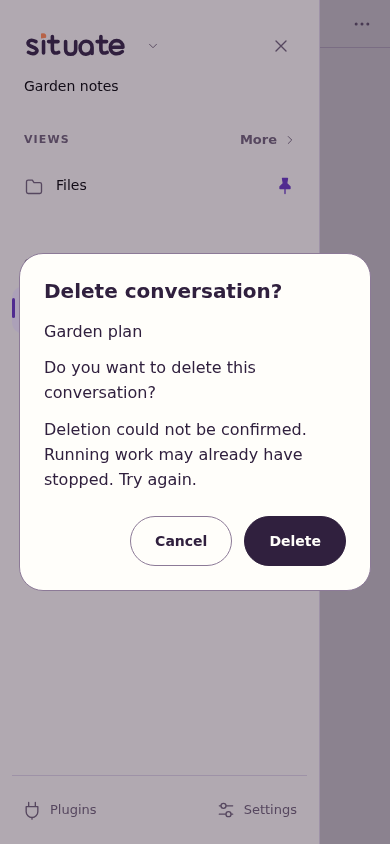 situate
Garden notes
VIEWS
More
Files
Delete conversation?
Garden plan
Do you want to delete this
conversation?
Deletion could not be confirmed.
Running work may already have
stopped. Try again.
Cancel
Delete
Plugins
Settings